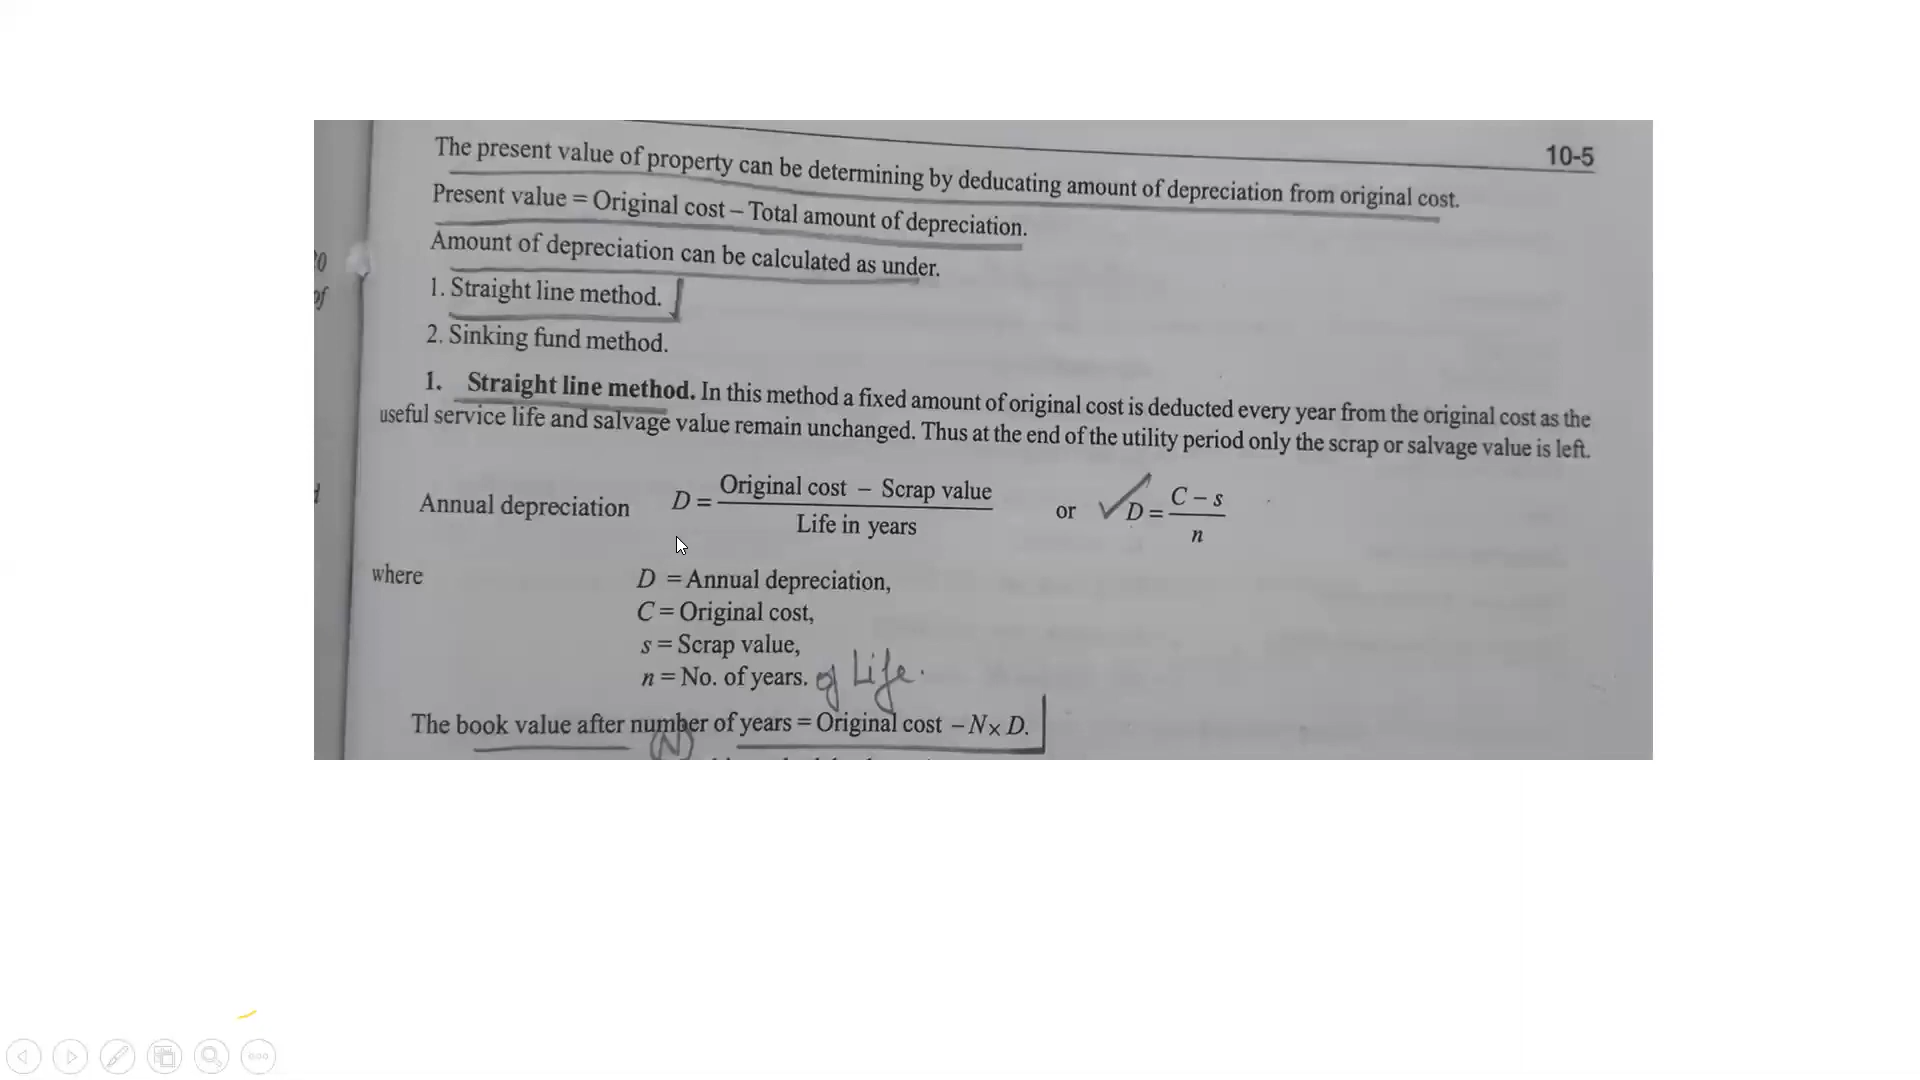 10-5
The present value of property can be determining by deducating amount of depreciation from original cost.
Present value = Original cost – Total amount of depreciation.
Amount of depreciation can be calculated as under.
1. Straight line method.
2. Sinking fund method.
1. Straight line method. In this method a fixed amount of original cost is deducted every year from the original cost as the
useful service life and salvage value remain unchanged. Thus at the end of the utility period only the scrap or salvage value is left.
Annual depreciation D = Original cost – Scrap value / Life in years or D = C – s / n
where D = Annual depreciation,
C = Original cost,
s = Scrap value,
n = No. of years. of Life.
The book value after number of years = Original cost – N × D.
(N)